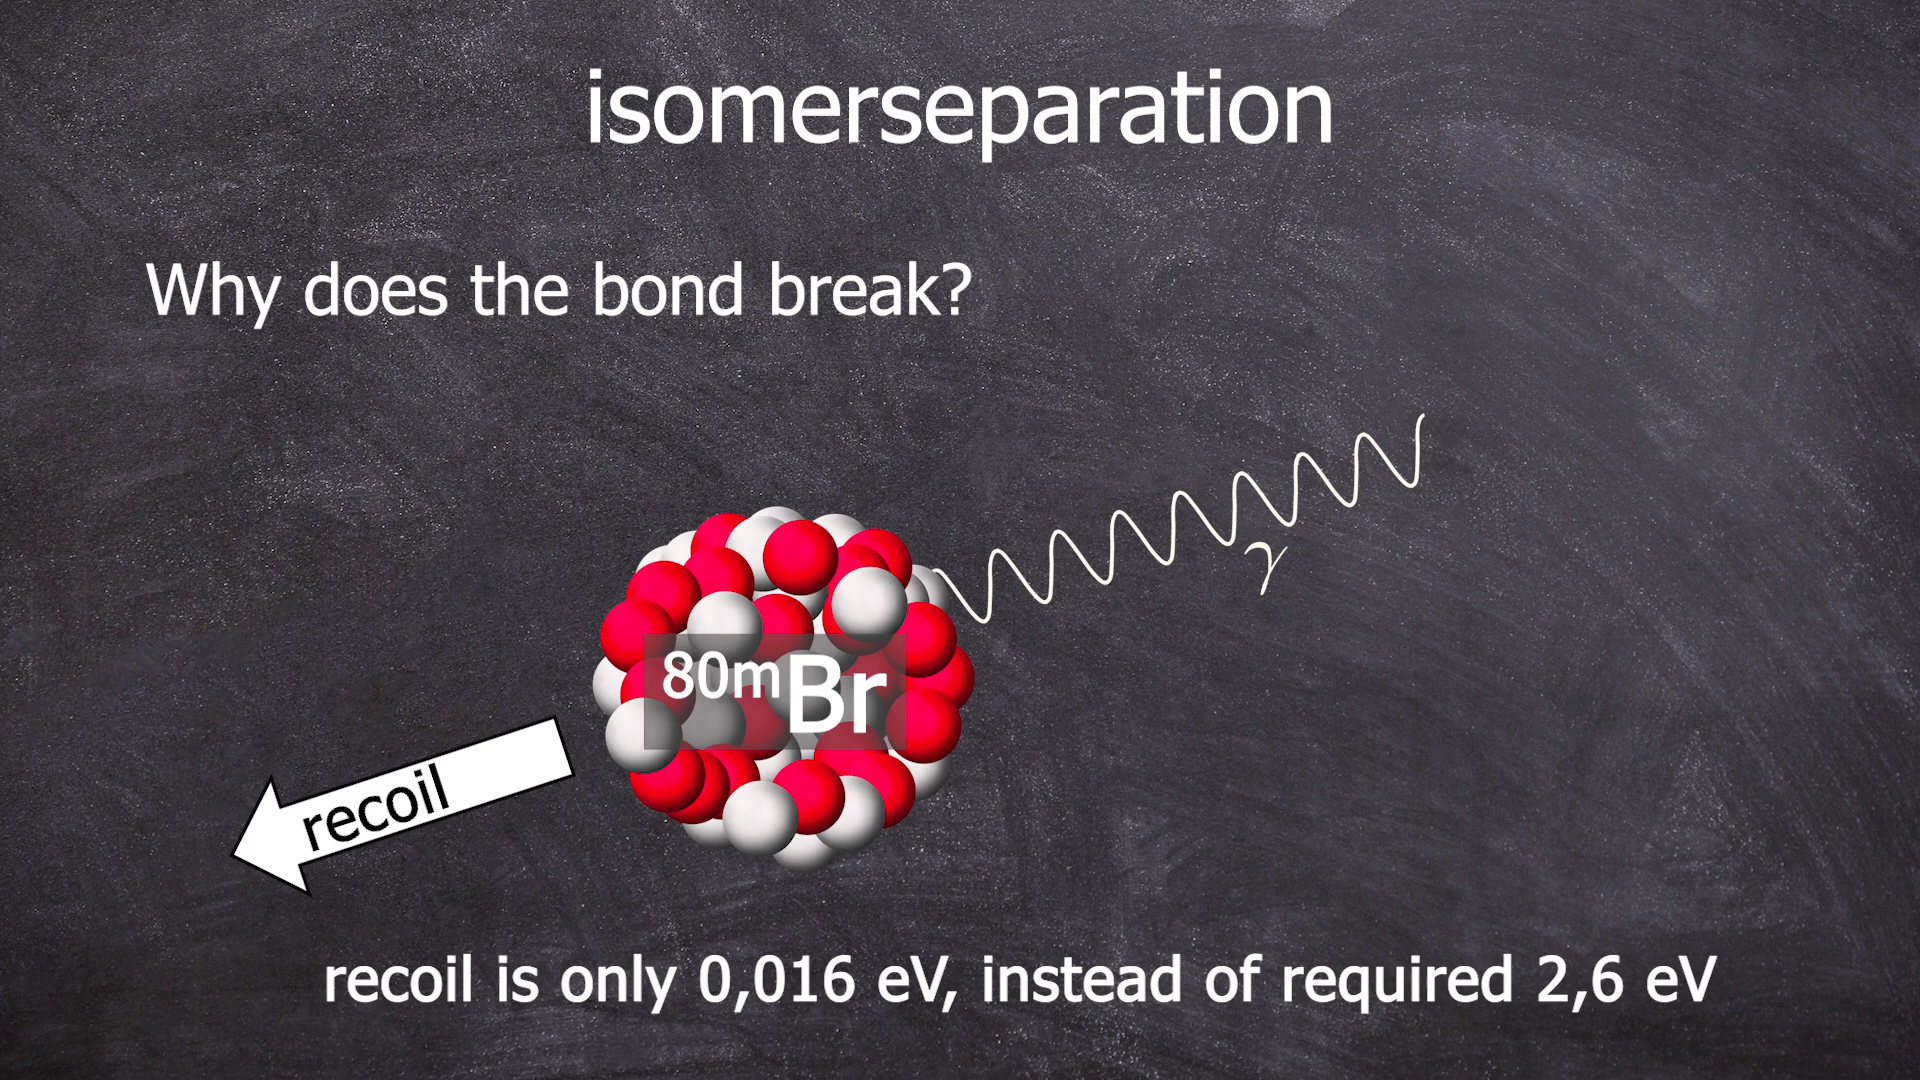 isomerseparation
Why does the bond break?
γ
80mBr
recoil
recoil is only 0,016 eV, instead of required 2,6 eV